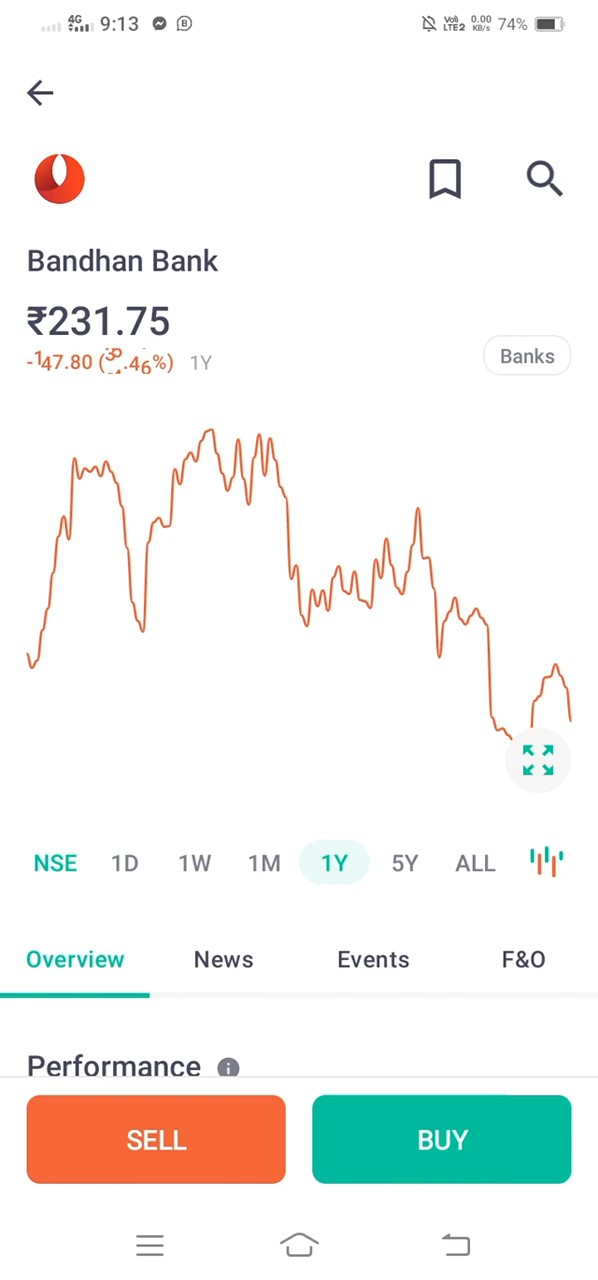 4G 9:13 B VoLTE2 0.00 KB/s 74%
Bandhan Bank
₹231.75
1Y
Banks
NSE 1D 1W 1M 1Y 5Y ALL
Overview News Events F&O
Performance i
SELL BUY